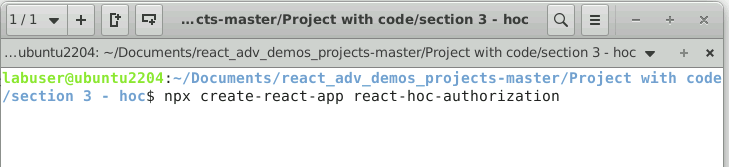 1 / 1
…cts-master/Project with code/section 3 - hoc
…ubuntu2204: ~/Documents/react_adv_demos_projects-master/Project with code/section 3 - hoc
labuser@ubuntu2204:~/Documents/react_adv_demos_projects-master/Project with code
/section 3 - hoc$ npx create-react-app react-hoc-authorization